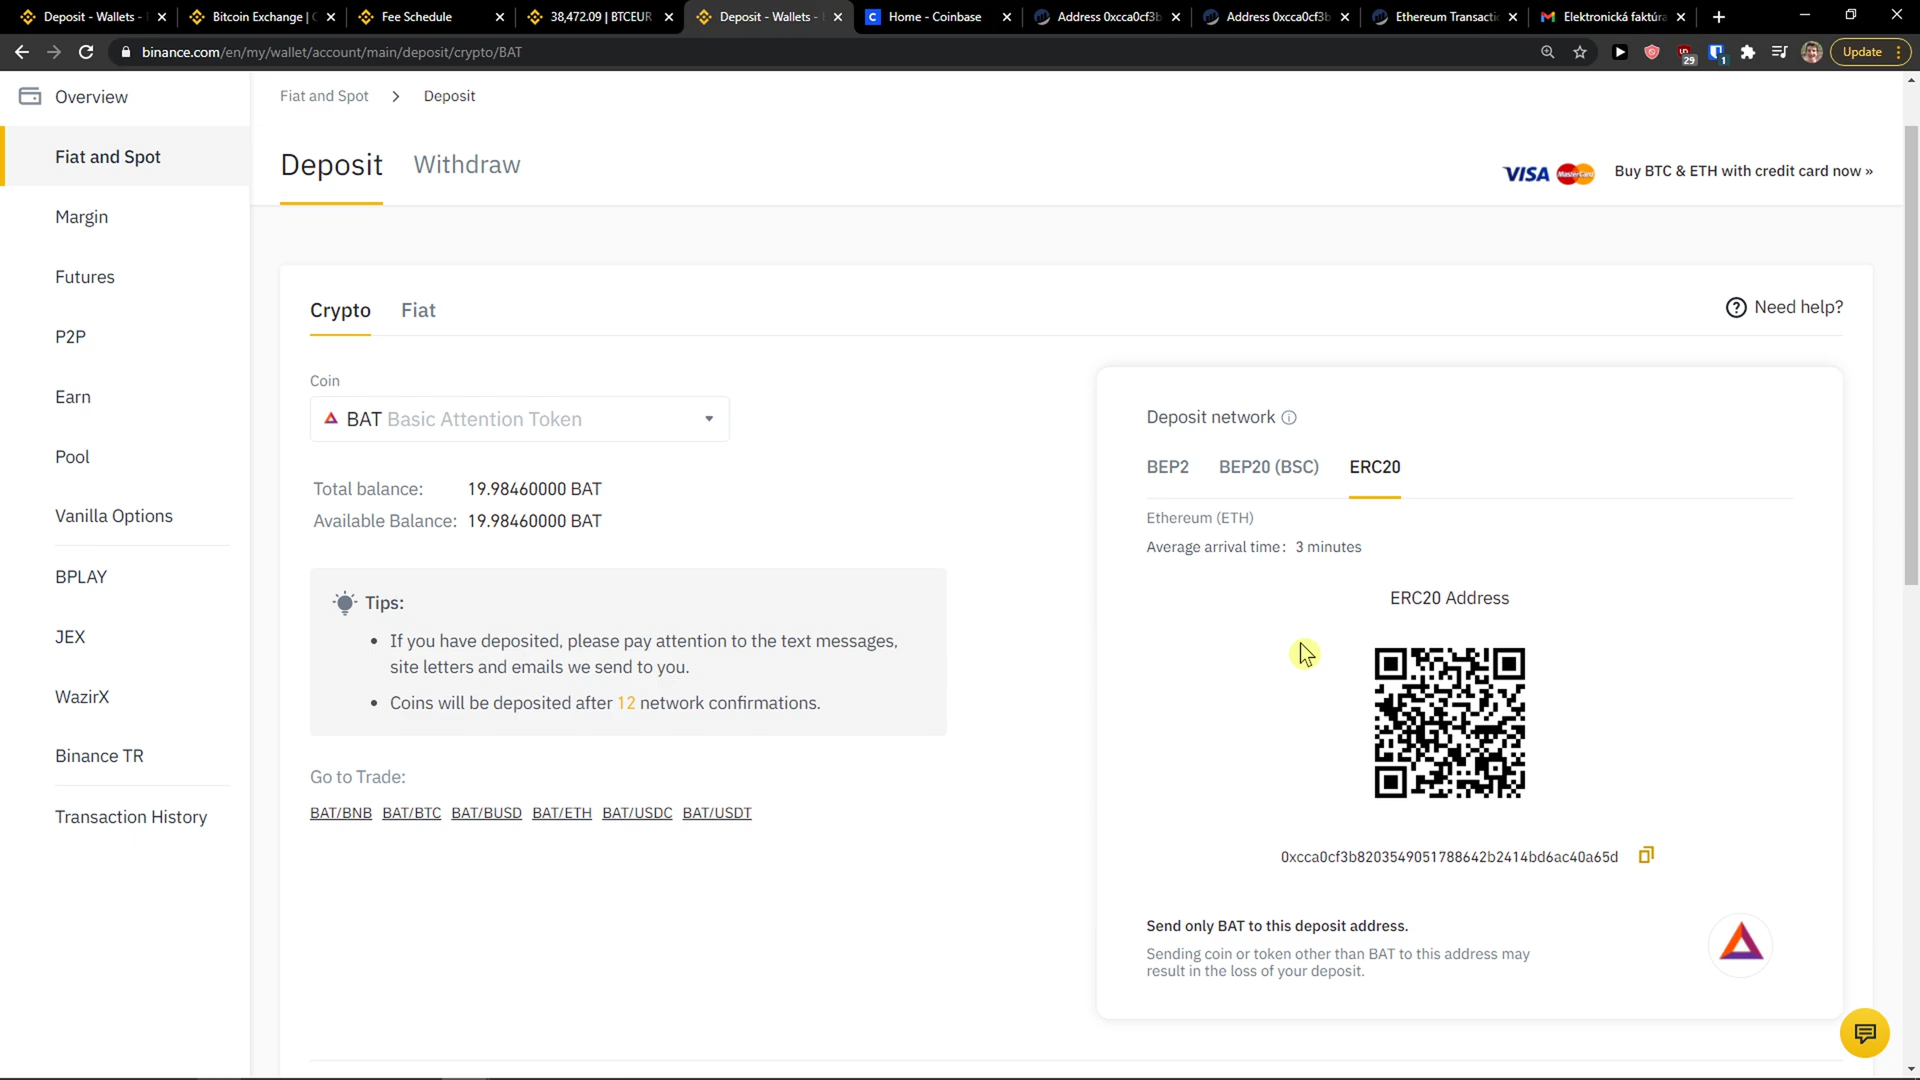 Deposit - Wallets -
Bitcoin Exchange | C
Fee Schedule
38,472.09 | BTCEUR
Deposit - Wallets -
Home - Coinbase
Address 0xcca0cf3b
Address 0xcca0cf3b
Ethereum Transactio
Elektronická faktúra
binance.com/en/my/wallet/account/main/deposit/crypto/BAT
29
1
Update
Overview
Fiat and Spot
Margin
Futures
P2P
Earn
Pool
Vanilla Options
BPLAY
JEX
WazirX
Binance TR
Transaction History
Fiat and Spot > Deposit
Deposit Withdraw
VISA MasterCard Buy BTC & ETH with credit card now »
Crypto Fiat
Need help?
Coin
BAT Basic Attention Token
Total balance: 19.98460000 BAT
Available Balance: 19.98460000 BAT
Tips:
• If you have deposited, please pay attention to the text messages,
site letters and emails we send to you.
• Coins will be deposited after 12 network confirmations.
Go to Trade:
BAT/BNB BAT/BTC BAT/BUSD BAT/ETH BAT/USDC BAT/USDT
Deposit network
BEP2 BEP20 (BSC) ERC20
Ethereum (ETH)
Average arrival time: 3 minutes
ERC20 Address
0xcca0cf3b8203549051788642b2414bd6ac40a65d
Send only BAT to this deposit address.
Sending coin or token other than BAT to this address may
result in the loss of your deposit.